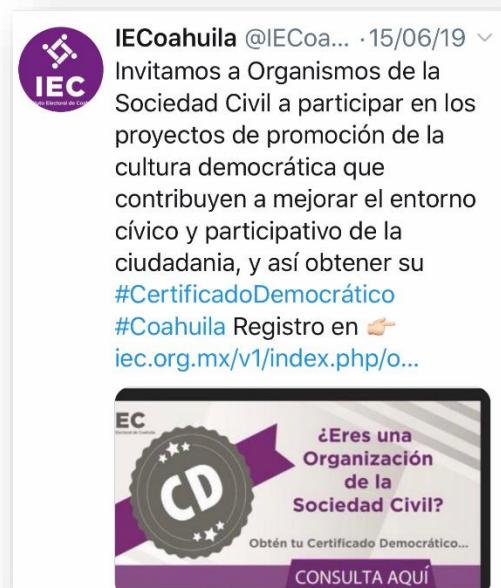 IECoahuila @IECoa... · 15/06/19
IEC
Invitamos a Organismos de la
Sociedad Civil a participar en los
proyectos de promoción de la
cultura democrática que
contribuyen a mejorar el entorno
cívico y participativo de la
ciudadania, y así obtener su
#CertificadoDemocrático
#Coahuila Registro en 👉🏻
iec.org.mx/v1/index.php/o...
EC
CD
¿Eres una
Organización
de la
Sociedad Civil?
Obtén tu Certificado Democrático...
CONSULTA AQUÍ